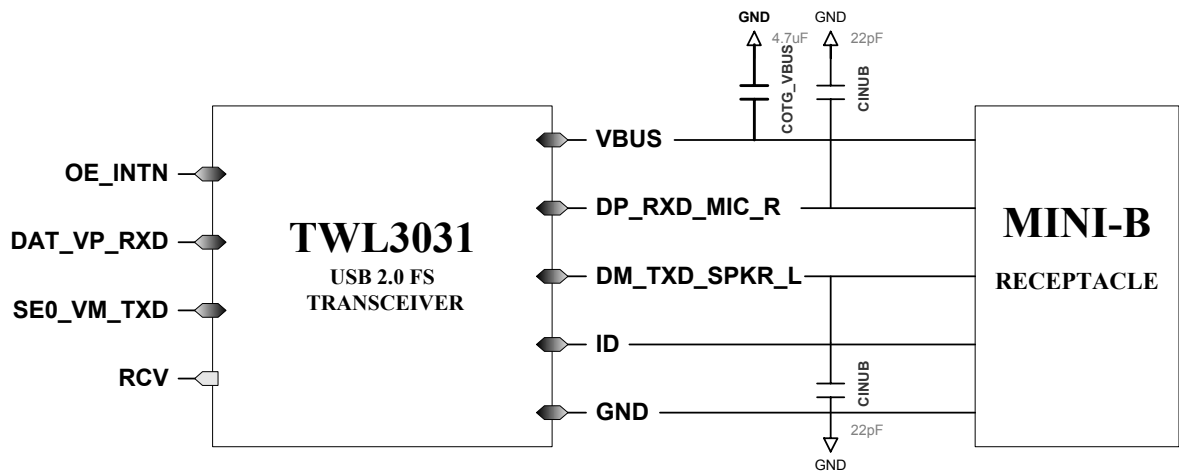 GND
GND
4.7uF
22pF
COTG_VBUS
CINUB
OE_INTN
DAT_VP_RXD
SE0_VM_TXD
RCV
TWL3031
USB 2.0 FS
TRANSCEIVER
VBUS
DP_RXD_MIC_R
DM_TXD_SPKR_L
ID
GND
MINI-B
RECEPTACLE
CINUB
22pF
GND